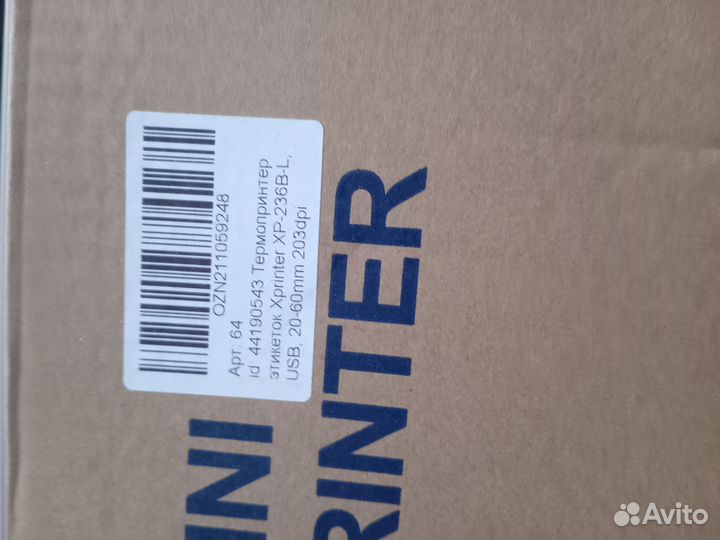 OZN211059248
Арт: 64
id 44190543 Термопринтер
этикеток Xprinter XP-236B-L,
USB, 20-60mm 203dpi
INI
RINTER
Avito